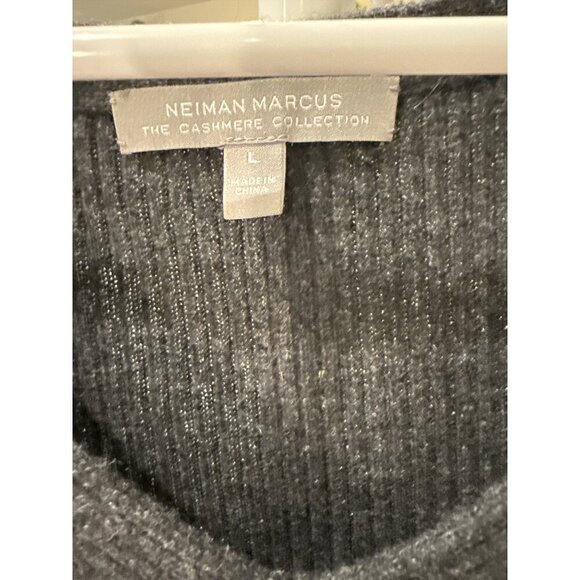 NEIMAN MARCUS
THE CASHMERE COLLECTION
L
MADE IN
CHINA